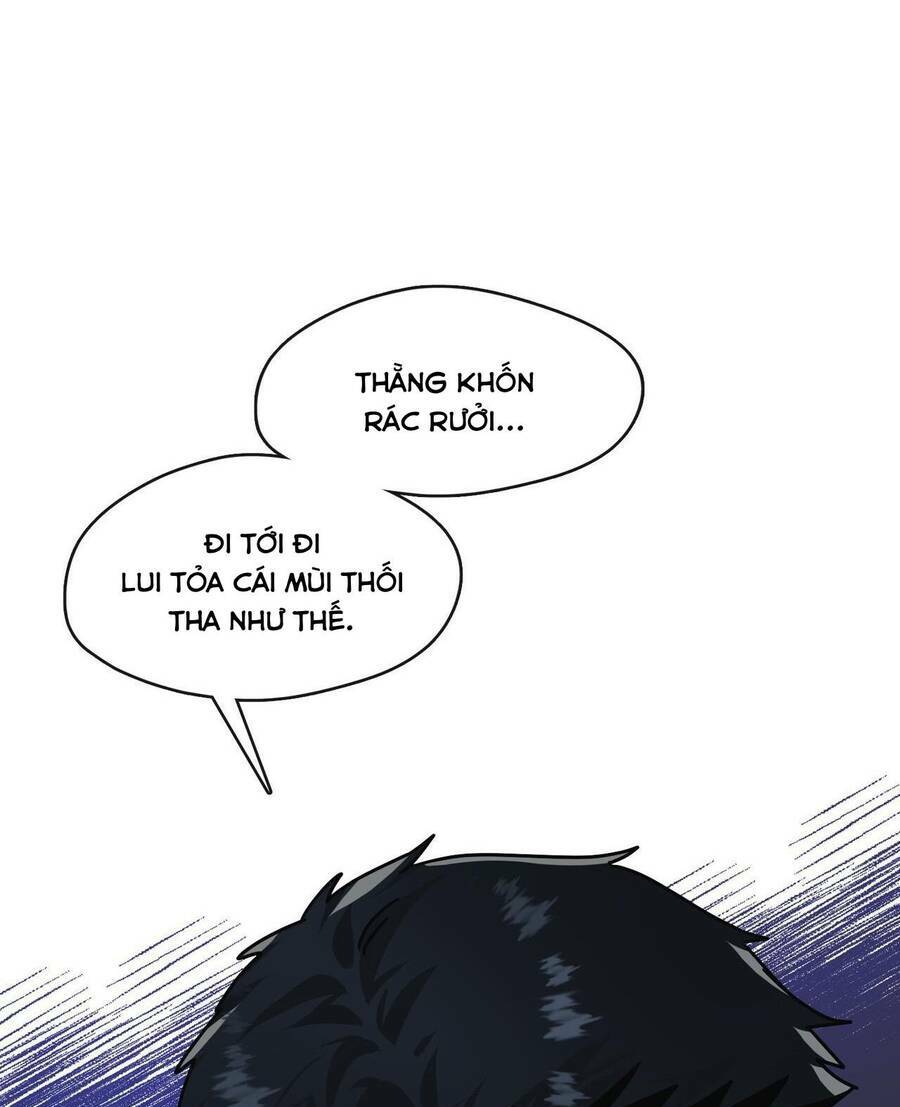 THẰNG KHỐN
RÁC RƯỞI...
ĐI TỚI ĐI
LUI TỎA CÁI MÙI THỐI
THA NHƯ THẾ.